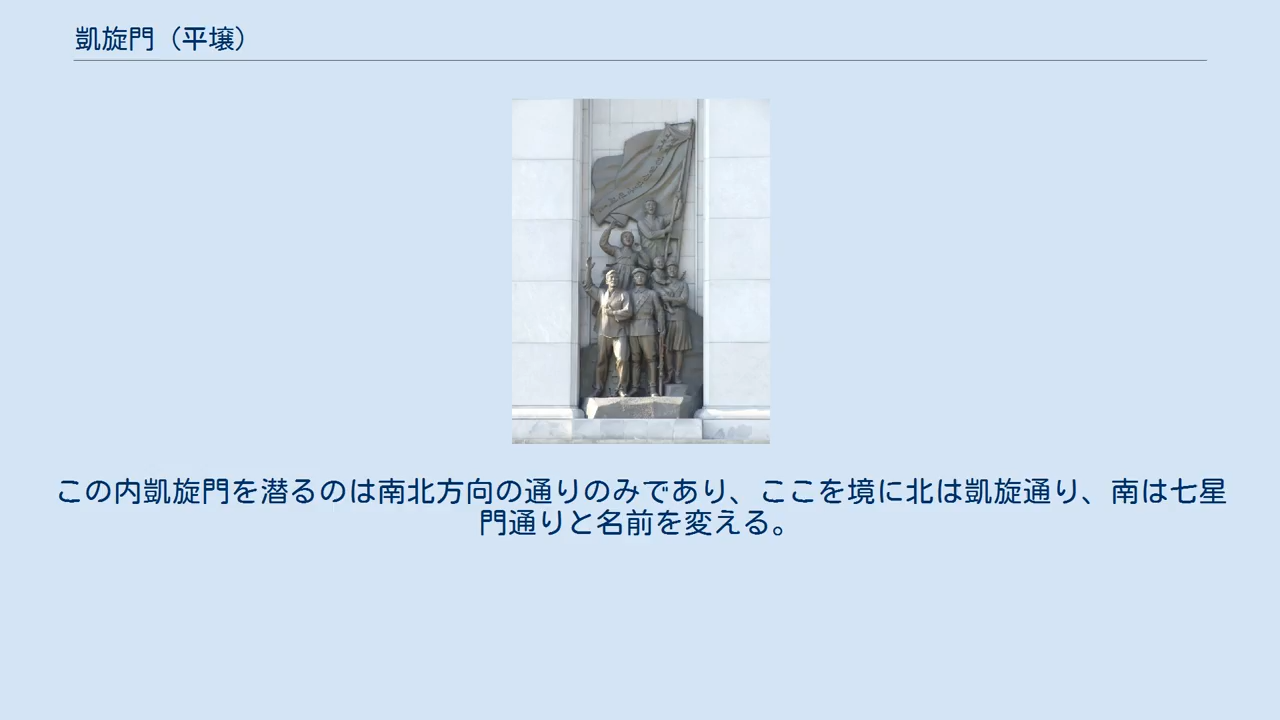 凱旋門（平壌）
この内凱旋門を潜るのは南北方向の通りのみであり、ここを境に北は凱旋通り、南は七星
門通りと名前を変える。